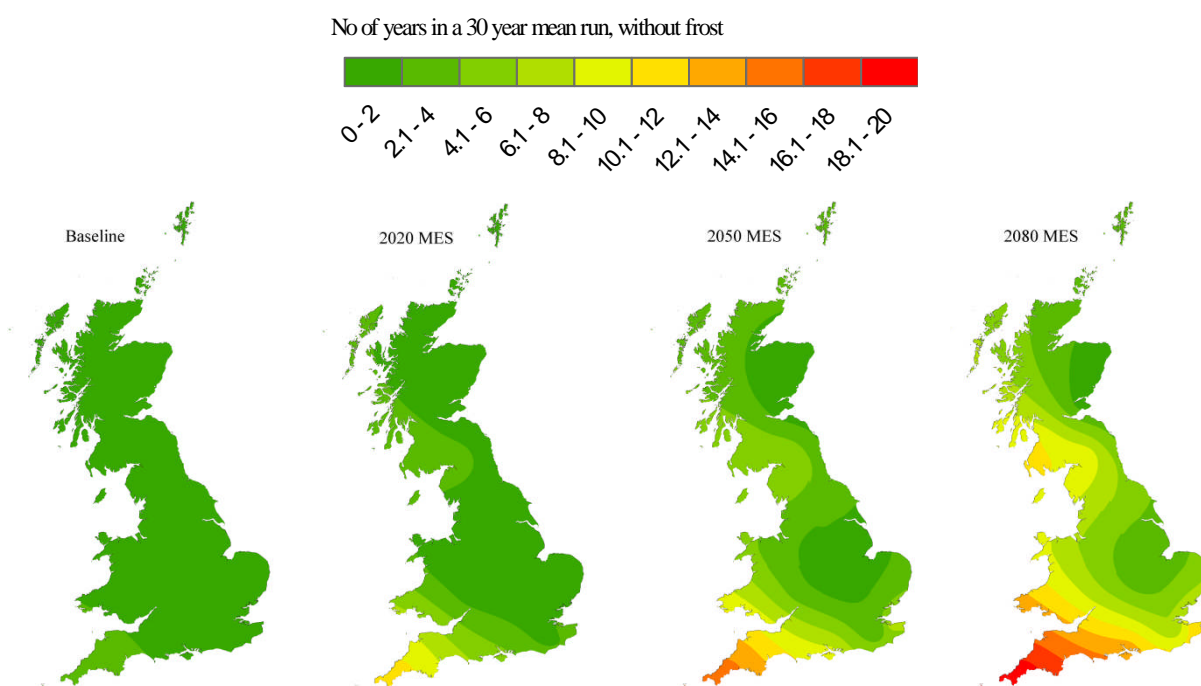 No of years in a 30 year mean run, without frost
0 - 2
2.1 - 4
4.1 - 6
6.1 - 8
8.1 - 10
10.1 - 12
12.1 - 14
14.1 - 16
16.1 - 18
18.1 - 20
Baseline
2020 MES
2050 MES
2080 MES